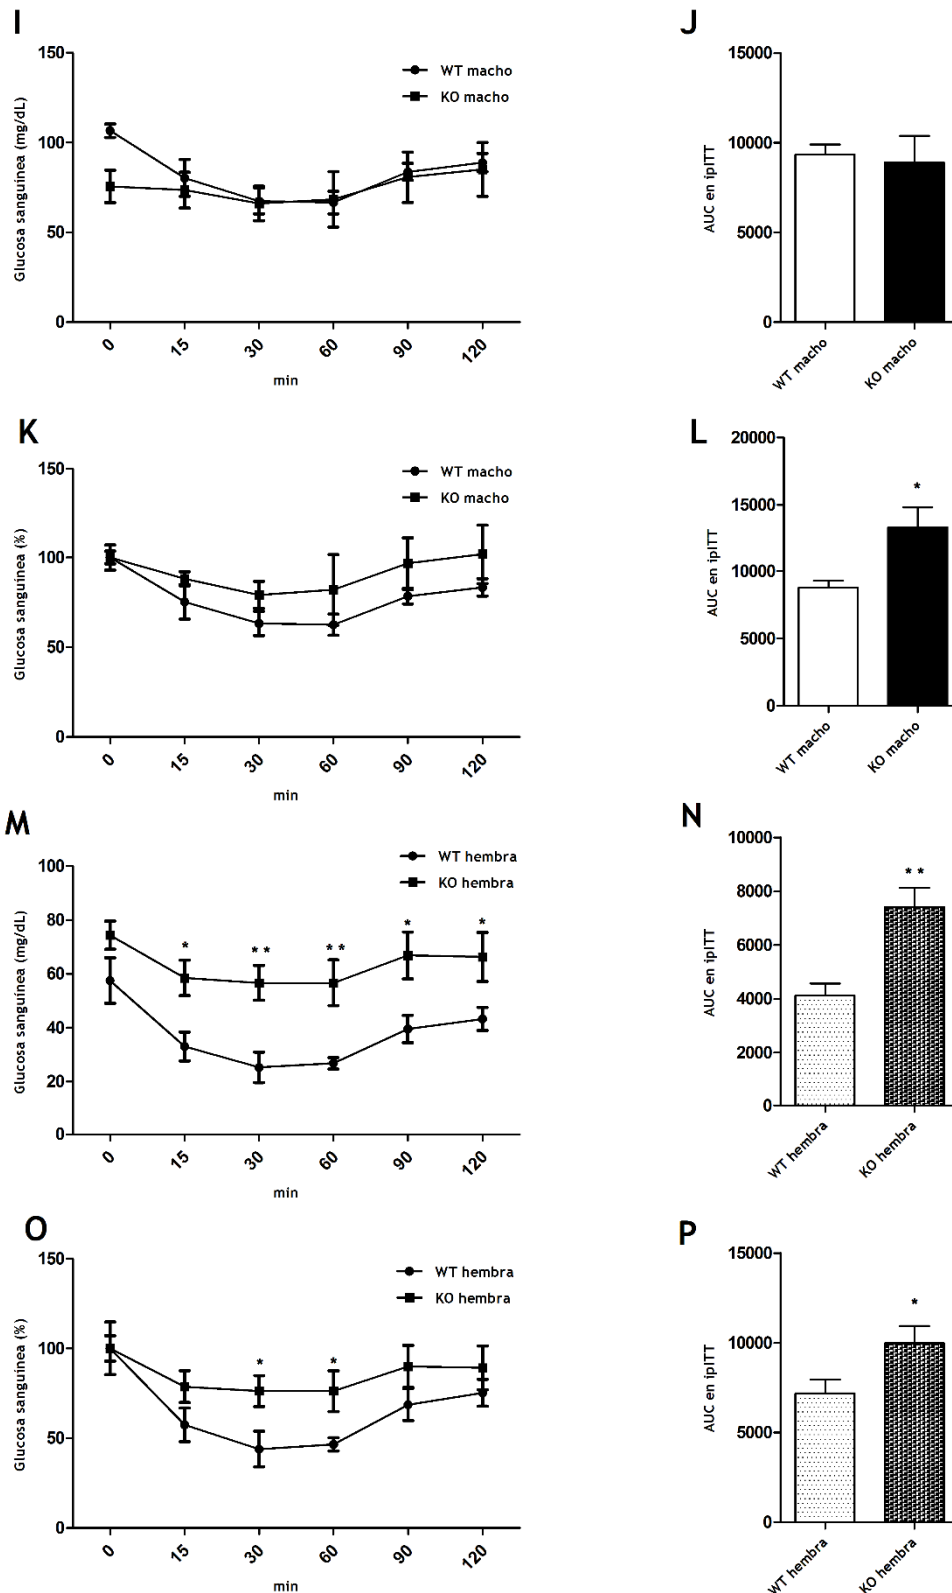 I
Glucosa sanguinea (mg/dL)
150
100
50
0
WT macho
KO macho
0 15 30 60 90 120
min
J
AUC en ipITT
15000
10000
5000
0
WT macho
KO macho
K
Glucosa sanguinea (%)
150
100
50
0
WT macho
KO macho
0 15 30 60 90 120
min
L
AUC en ipITT
20000
15000
10000
5000
0
*
WT macho
KO macho
M
Glucosa sanguinea (mg/dL)
100
80
60
40
20
0
WT hembra
KO hembra
* ** ** * *
0 15 30 60 90 120
min
N
AUC en ipITT
10000
8000
6000
4000
2000
0
**
WT hembra
KO hembra
O
Glucosa sanguinea (%)
150
100
50
0
WT hembra
KO hembra
* *
0 15 30 60 90 120
min
P
AUC en ipITT
15000
10000
5000
0
*
WT hembra
KO hembra